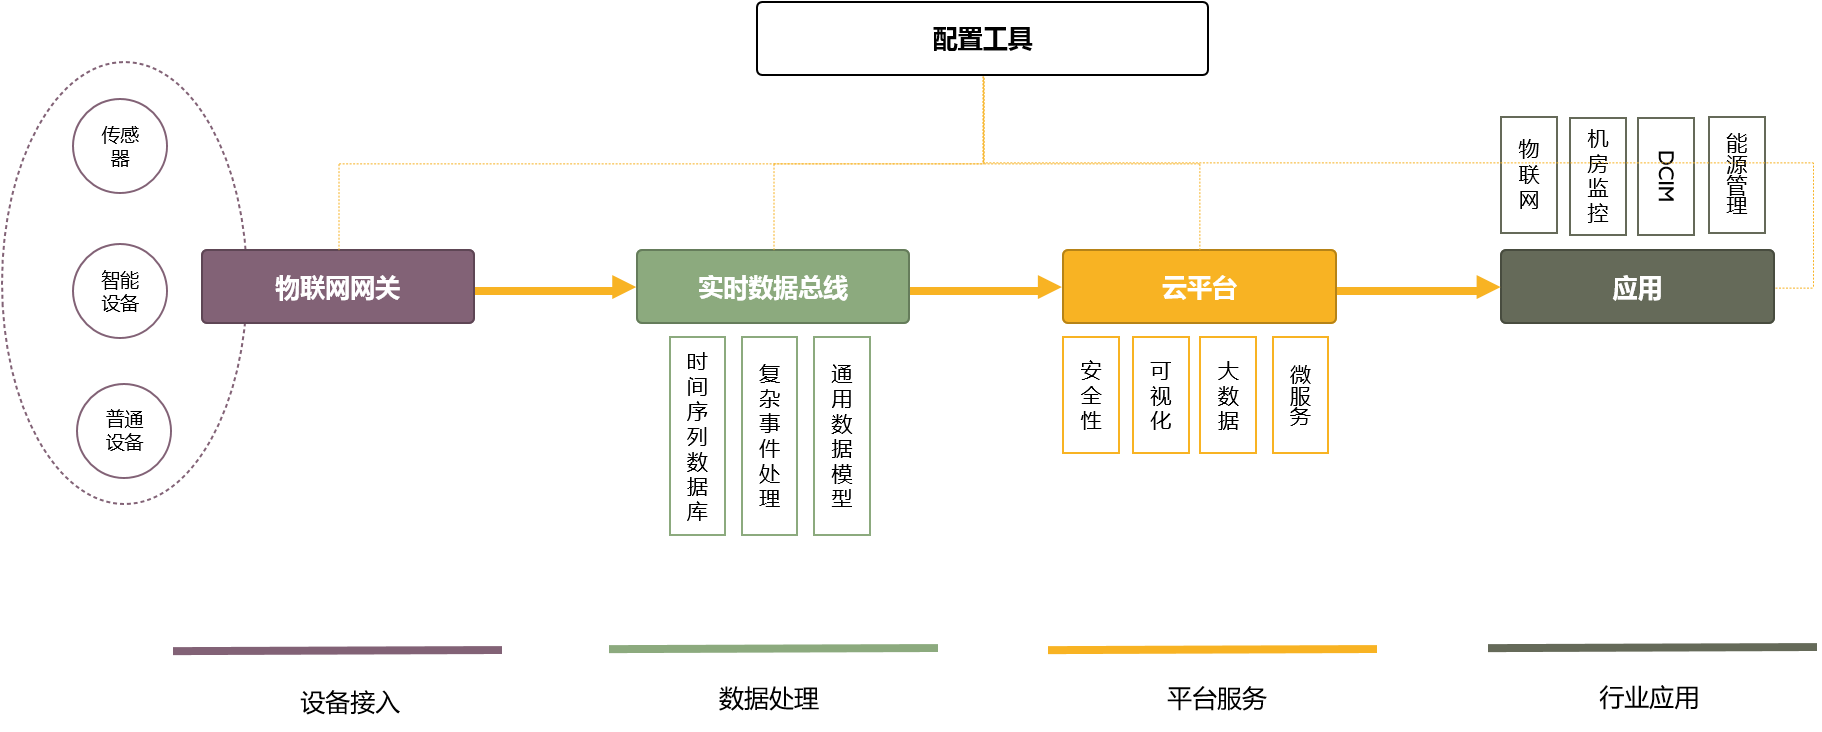 配置工具
传感
器
智能
设备
普通
设备
物联网网关
实时数据总线
时间序列数据库
复杂事件处理
通用数据模型
云平台
安全性
可视化
大数据
微服务
物联网
机房监控
DCIM
能源管理
应用
设备接入
数据处理
平台服务
行业应用